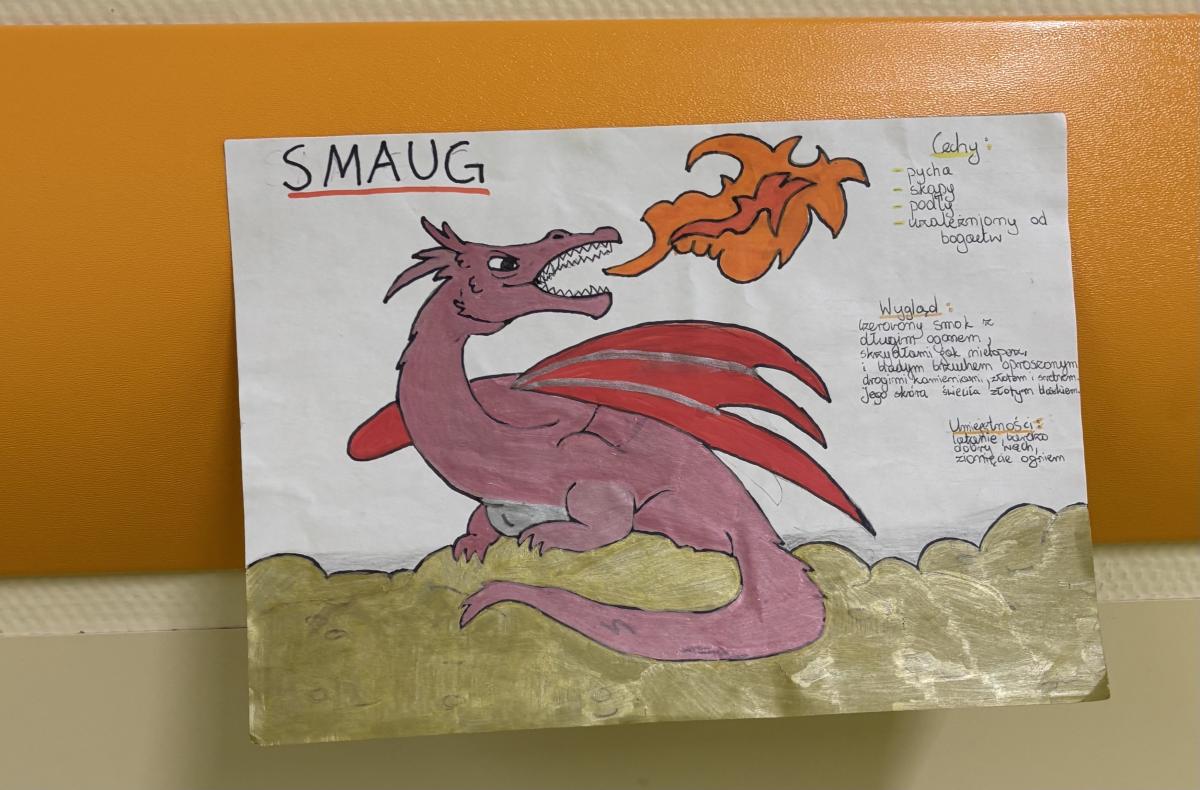 SMAUG
Cechy:
- pycha
- skąpy
- podły
- uzależniony od
bogactw
Wygląd:
czerwony smok z
długim ogonem,
skrzydłami jak nietoperz,
i bladym brzuchem oproszonym
drogimi kamieniami, złotem i srebrem.
Jego skóra świeciła złotym blaskiem.
Umiejętności:
latanie, bardzo
dobry węch,
zionięcie ogniem